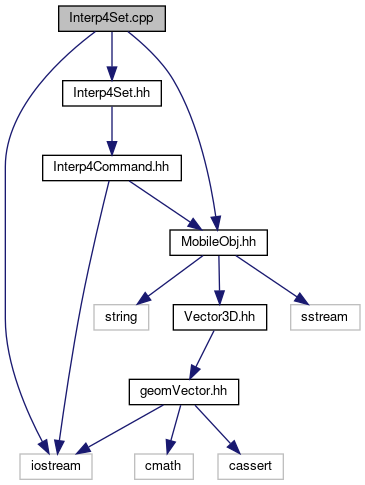 Interp4Set.cpp
Interp4Set.hh
Interp4Command.hh
MobileObj.hh
string
Vector3D.hh
sstream
geomVector.hh
iostream
cmath
cassert